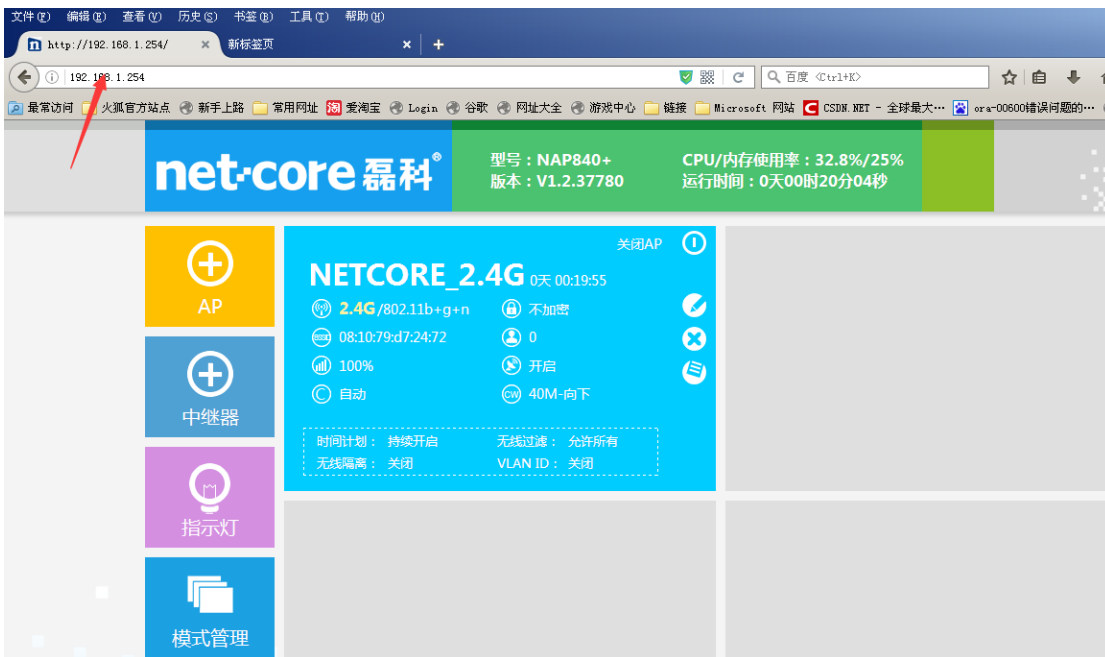 文件(F) 编辑(E) 查看(V) 历史(S) 书签(B) 工具(T) 帮助(H)
http://192.168.1.254/ × 新标签页 × +
192.168.1.254 百度 <Ctrl+K>
最常访问 火狐官方站点 新手上路 常用网址 淘 爱淘宝 Login 谷歌 网址大全 游戏中心 链接 Microsoft 网站 CSDN.NET - 全球最大… ora-00600错误问题的…
net·core 磊科® 型号:NAP840+ CPU/内存使用率:32.8%/25%
版本:V1.2.37780 运行时间:0天00时20分04秒
关闭AP
AP
NETCORE_2.4G 0天 00:19:55
2.4G/802.11b+g+n 不加密
08:10:79:d7:24:72 0
100% 开启
自动 CW 40M-向下
时间计划: 持续开启 无线过滤: 允许所有
无线隔离: 关闭 VLAN ID: 关闭
中继器
指示灯
模式管理